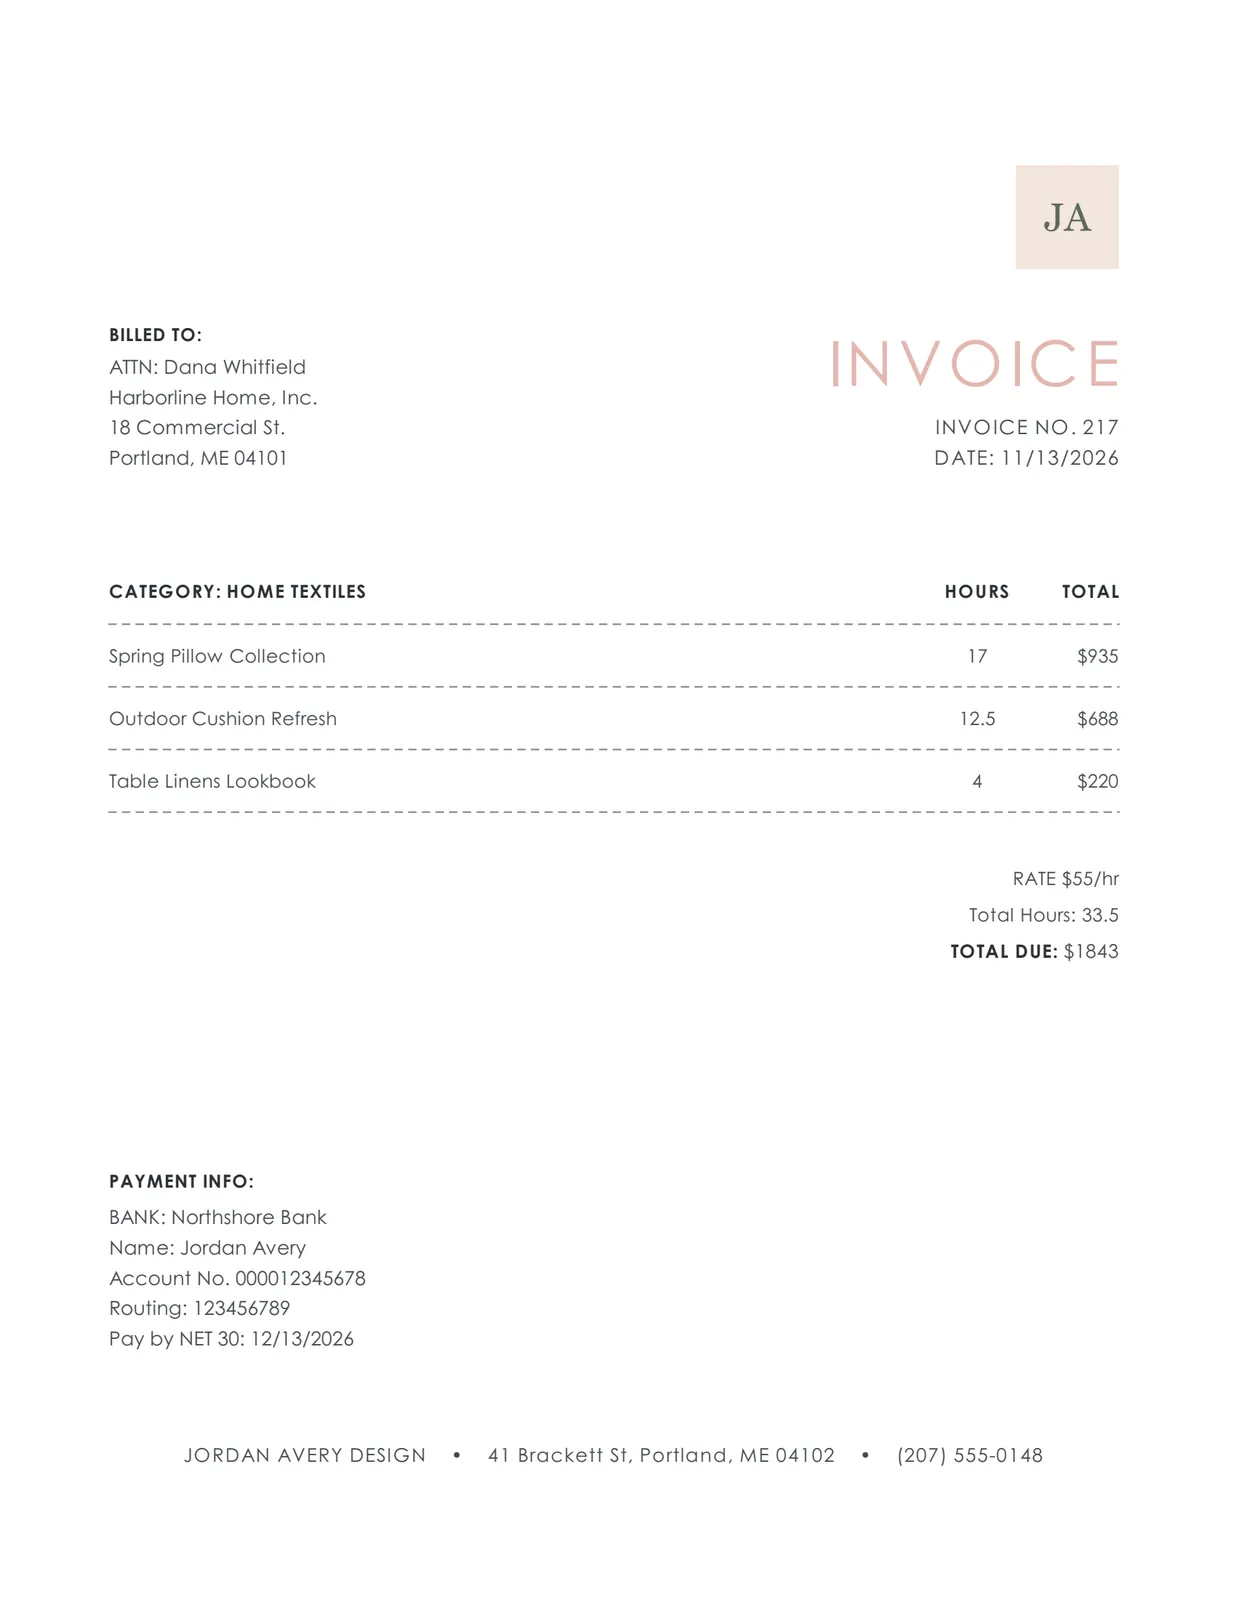 JA
BILLED TO:
ATTN: Dana Whitfield
Harborline Home, Inc.
18 Commercial St.
Portland, ME 04101
INVOICE
INVOICE NO. 217
DATE: 11/13/2026
CATEGORY: HOME TEXTILES HOURS TOTAL
Spring Pillow Collection 17 $935
Outdoor Cushion Refresh 12.5 $688
Table Linens Lookbook 4 $220
RATE $55/hr
Total Hours: 33.5
TOTAL DUE: $1843
PAYMENT INFO:
BANK: Northshore Bank
Name: Jordan Avery
Account No. 000012345678
Routing: 123456789
Pay by NET 30: 12/13/2026
JORDAN AVERY DESIGN • 41 Brackett St, Portland, ME 04102 • (207) 555-0148